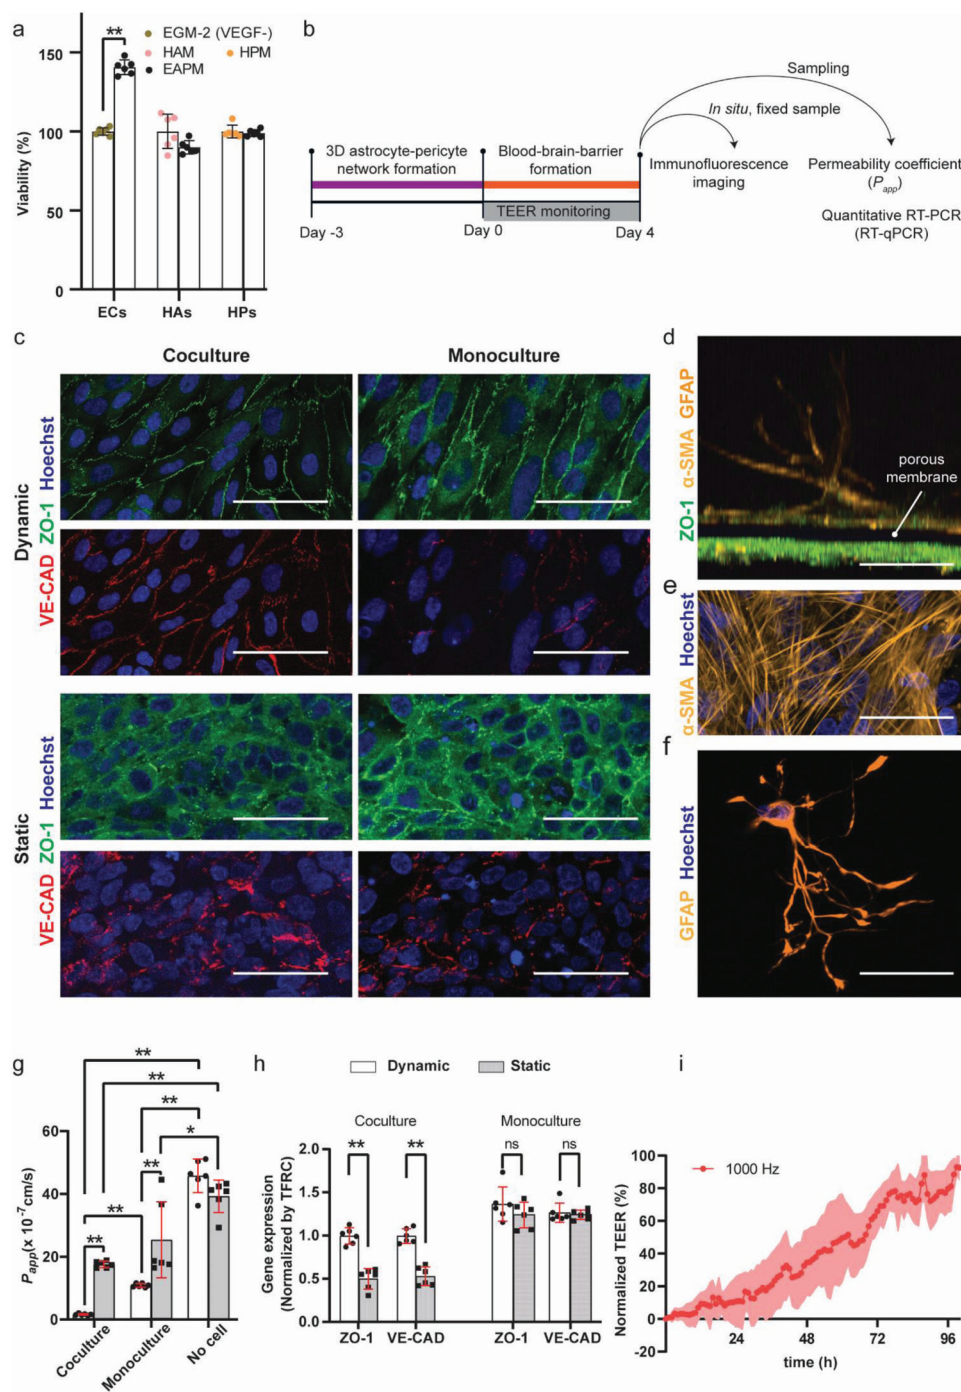 a
EGM-2 (VEGF-)
HAM
HPM
EAPM
**
Viability (%)
150
100
50
0
ECs
HAs
HPs
b
Sampling
In situ, fixed sample
3D astrocyte-pericyte
network formation
Blood-brain-barrier
formation
TEER monitoring
Day -3
Day 0
Day 4
Immunofluorescence
imaging
Permeability coefficient
(Papp)
Quantitative RT-PCR
(RT-qPCR)
c
Coculture
Monoculture
Dynamic
ZO-1 Hoechst
VE-CAD
Static
ZO-1 Hoechst
VE-CAD
d
ZO-1 α-SMA GFAP
porous
membrane
e
α-SMA Hoechst
f
GFAP Hoechst
g
**
**
**
*
**
**
**
Papp(x 10⁻⁷cm/s)
60
40
20
0
Coculture
Monoculture
No cell
h
Dynamic
Static
Coculture
Monoculture
**
**
ns
ns
Gene expression
(Normalized by TFRC)
2.0
1.5
1.0
0.5
0.0
ZO-1
VE-CAD
ZO-1
VE-CAD
i
1000 Hz
Normalized TEER (%)
100
80
60
40
20
0
-20
24
48
72
96
time (h)